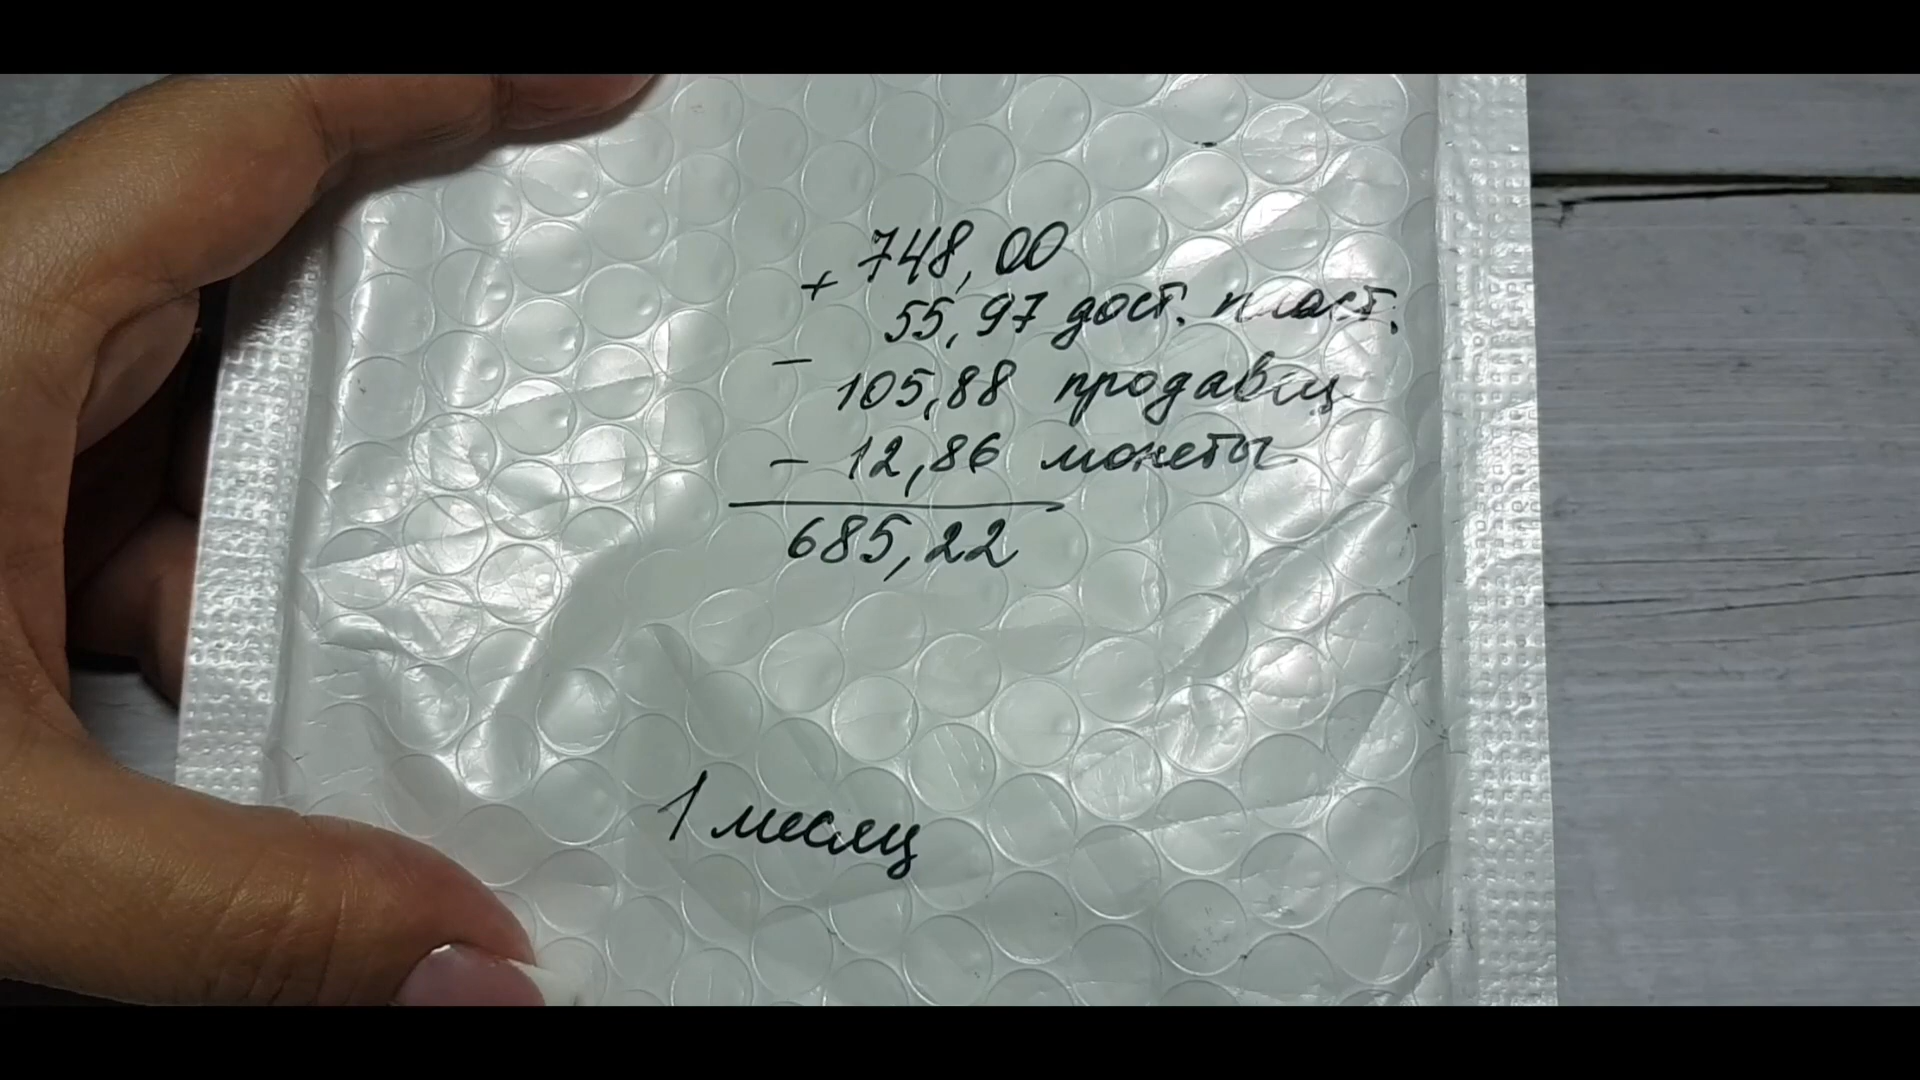 748,00
+ 55,97 дост. пласт.
- 105,88 продавец
- 12,86 монеты
685,22
1 месяц